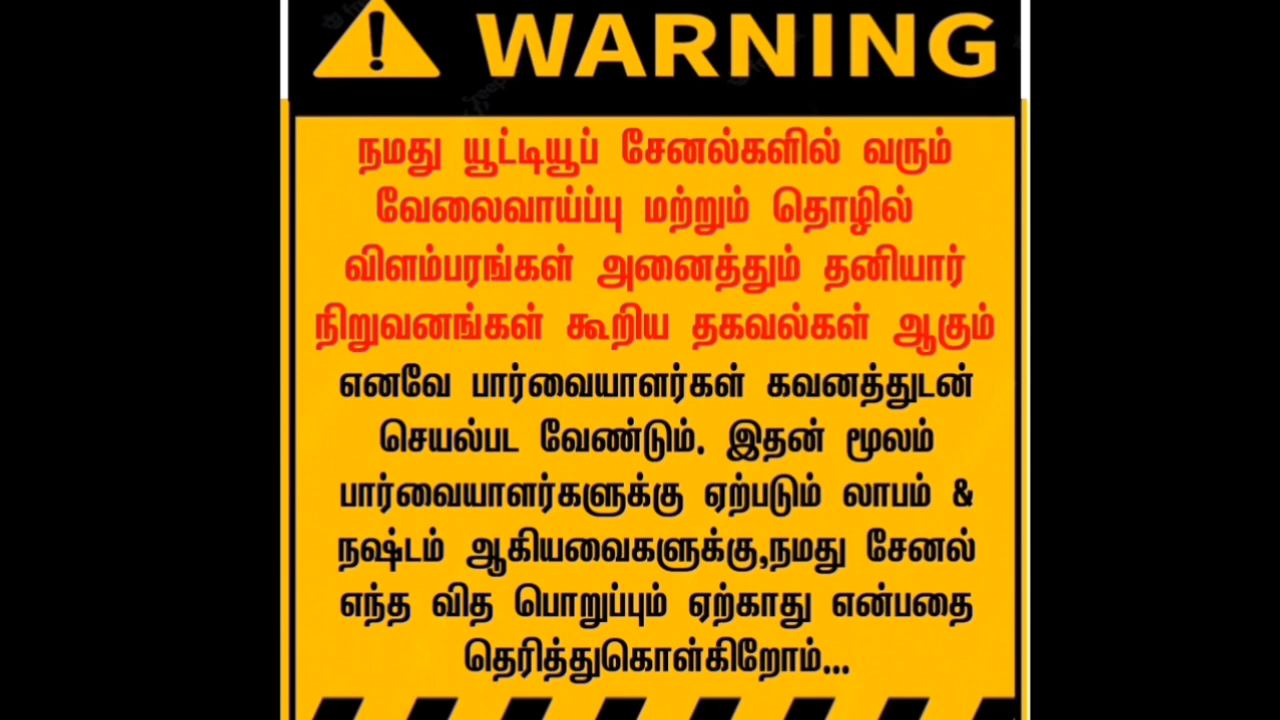 WARNING
நமது யூட்டியூப் சேனல்களில் வரும்
வேலைவாய்ப்பு மற்றும் தொழில்
விளம்பரங்கள் அனைத்தும் தனியார்
நிறுவனங்கள் கூறிய தகவல்கள் ஆகும்
எனவே பார்வையாளர்கள் கவனத்துடன்
செயல்பட வேண்டும். இதன் மூலம்
பார்வையாளர்களுக்கு ஏற்படும் லாபம் &
நஷ்டம் ஆகியவைகளுக்கு,நமது சேனல்
எந்த வித பொறுப்பும் ஏற்காது என்பதை
தெரித்துகொள்கிறோம்...